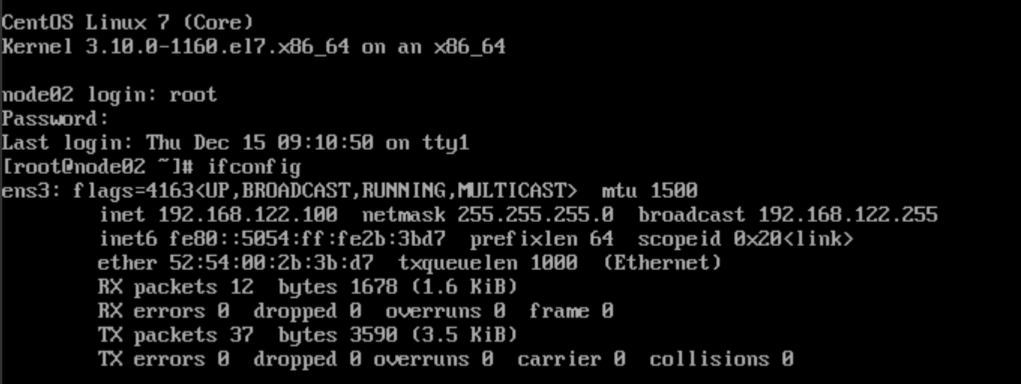 CentOS Linux 7 (Core)
Kernel 3.10.0-1160.el7.x86_64 on an x86_64
node02 login: root
Password:
Last login: Thu Dec 15 09:10:50 on tty1
[root@node02 ~]# ifconfig
ens3: flags=4163<UP,BROADCAST,RUNNING,MULTICAST>  mtu 1500
        inet 192.168.122.100  netmask 255.255.255.0  broadcast 192.168.122.255
        inet6 fe80::5054:ff:fe2b:3bd7  prefixlen 64  scopeid 0x20<link>
        ether 52:54:00:2b:3b:d7  txqueuelen 1000  (Ethernet)
        RX packets 12  bytes 1678 (1.6 KiB)
        RX errors 0  dropped 0  overruns 0  frame 0
        TX packets 37  bytes 3590 (3.5 KiB)
        TX errors 0  dropped 0 overruns 0  carrier 0  collisions 0